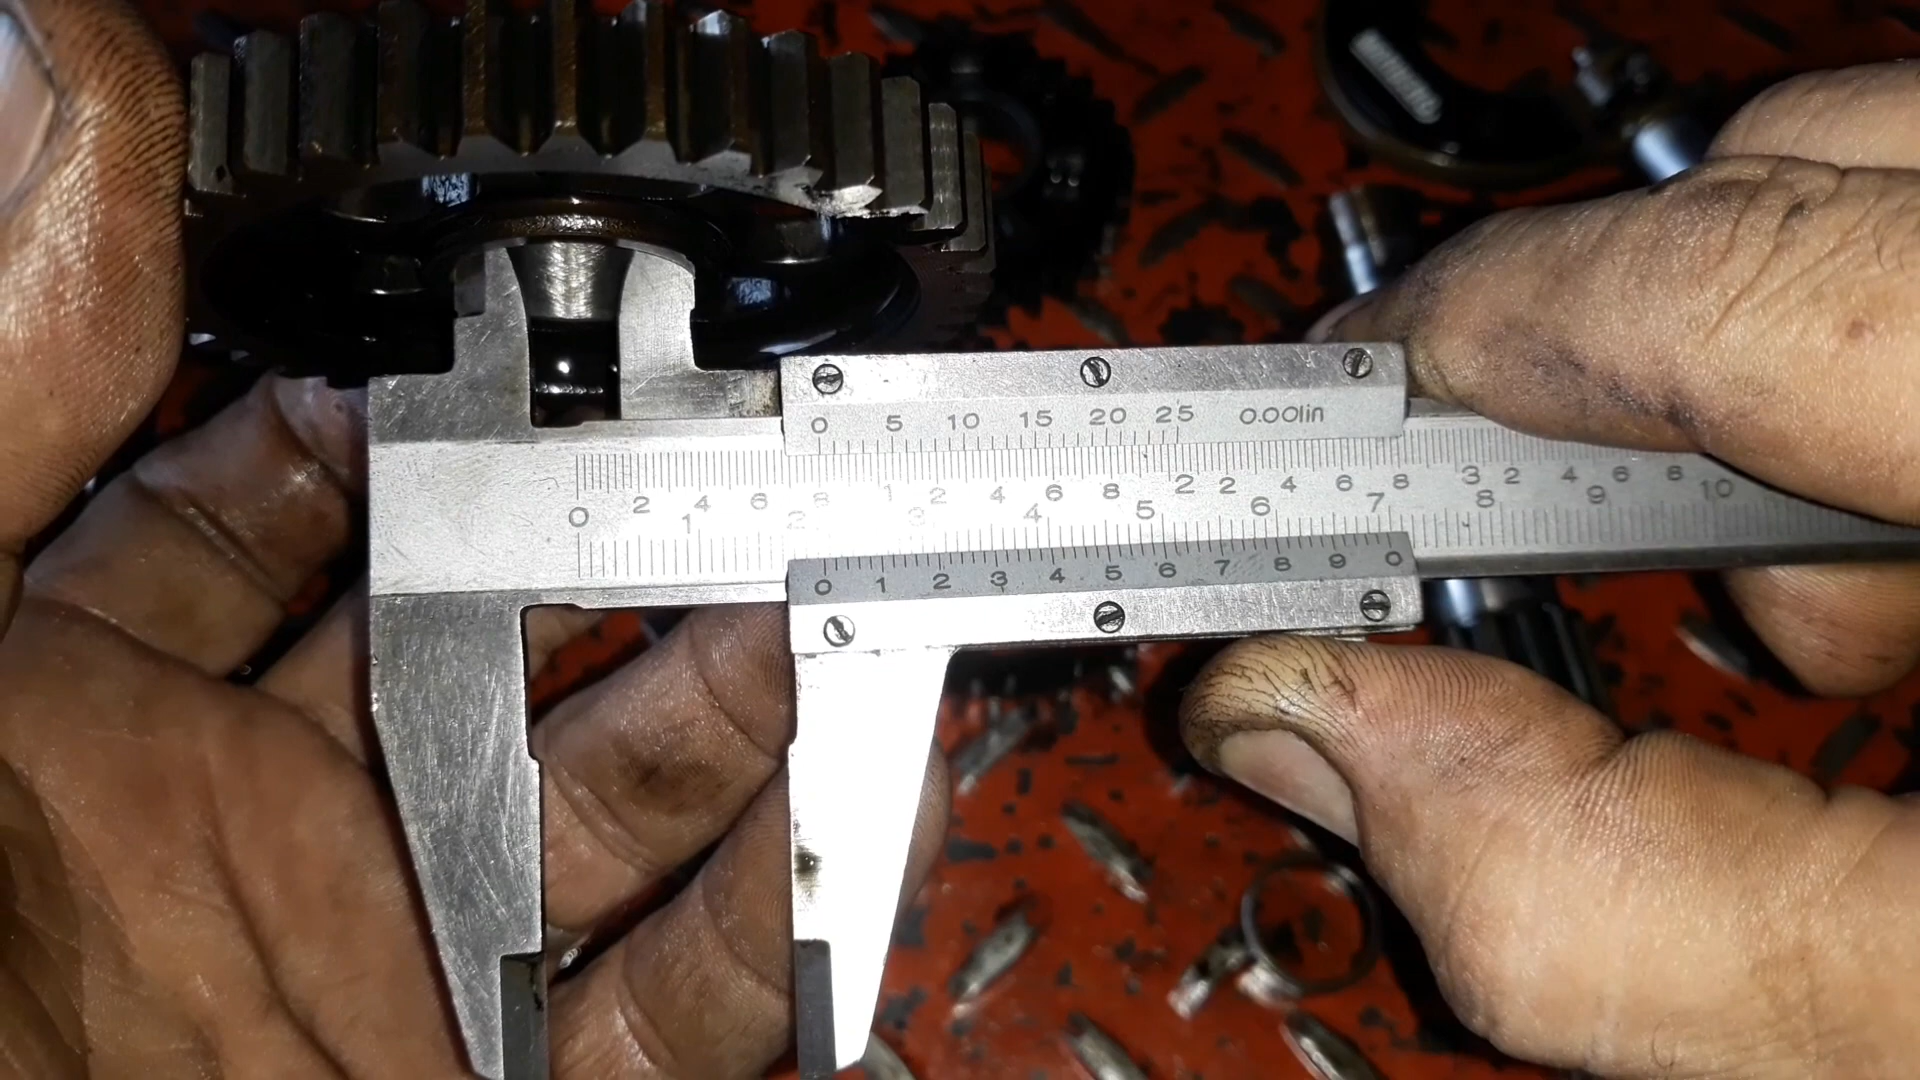 0 5 10 15 20 25 0.001in
2 4 6 8 1 2 4 6 8 2 2 4 6 8 3 2 4 6 8
0 1 2 3 4 5 6 7 8 9 10
0 1 2 3 4 5 6 7 8 9 0